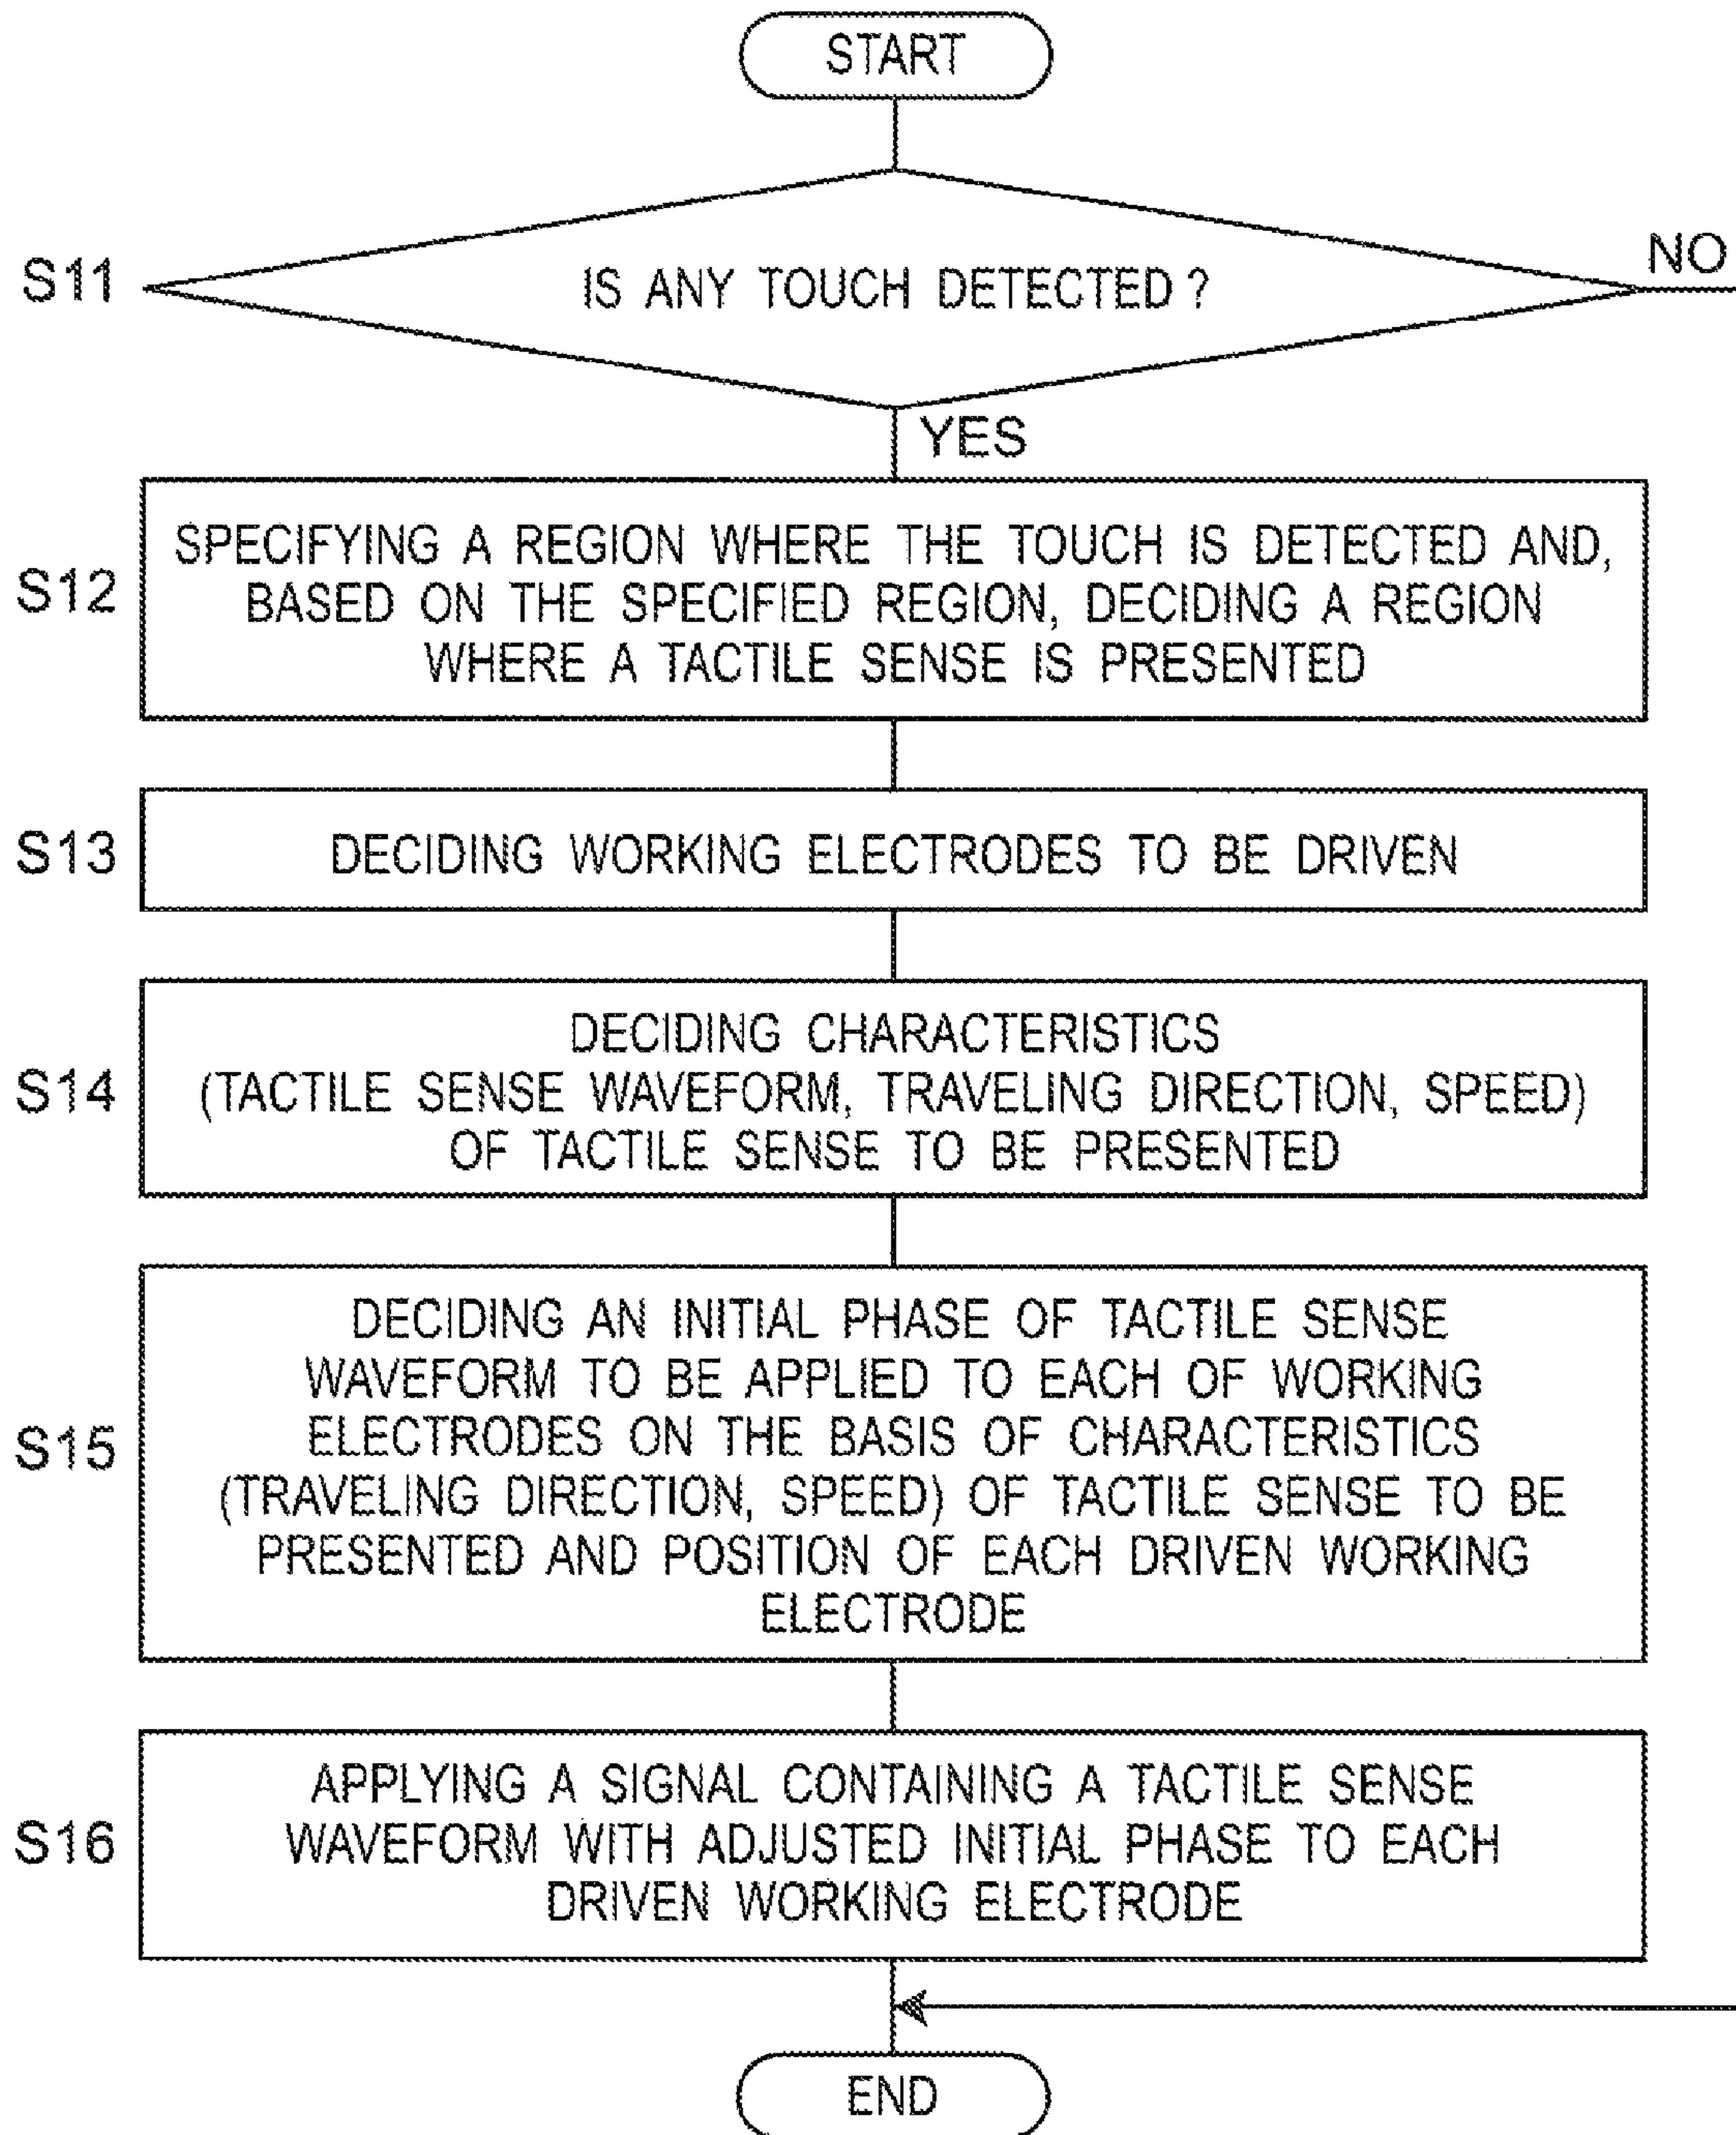 START
S11
IS ANY TOUCH DETECTED ?
NO
YES
S12
SPECIFYING A REGION WHERE THE TOUCH IS DETECTED AND,
BASED ON THE SPECIFIED REGION, DECIDING A REGION
WHERE A TACTILE SENSE IS PRESENTED
S13
DECIDING WORKING ELECTRODES TO BE DRIVEN
S14
DECIDING CHARACTERISTICS
(TACTILE SENSE WAVEFORM, TRAVELING DIRECTION, SPEED)
OF TACTILE SENSE TO BE PRESENTED
S15
DECIDING AN INITIAL PHASE OF TACTILE SENSE
WAVEFORM TO BE APPLIED TO EACH OF WORKING
ELECTRODES ON THE BASIS OF CHARACTERISTICS
(TRAVELING DIRECTION, SPEED) OF TACTILE SENSE TO BE
PRESENTED AND POSITION OF EACH DRIVEN WORKING
ELECTRODE
S16
APPLYING A SIGNAL CONTAINING A TACTILE SENSE
WAVEFORM WITH ADJUSTED INITIAL PHASE TO EACH
DRIVEN WORKING ELECTRODE
END